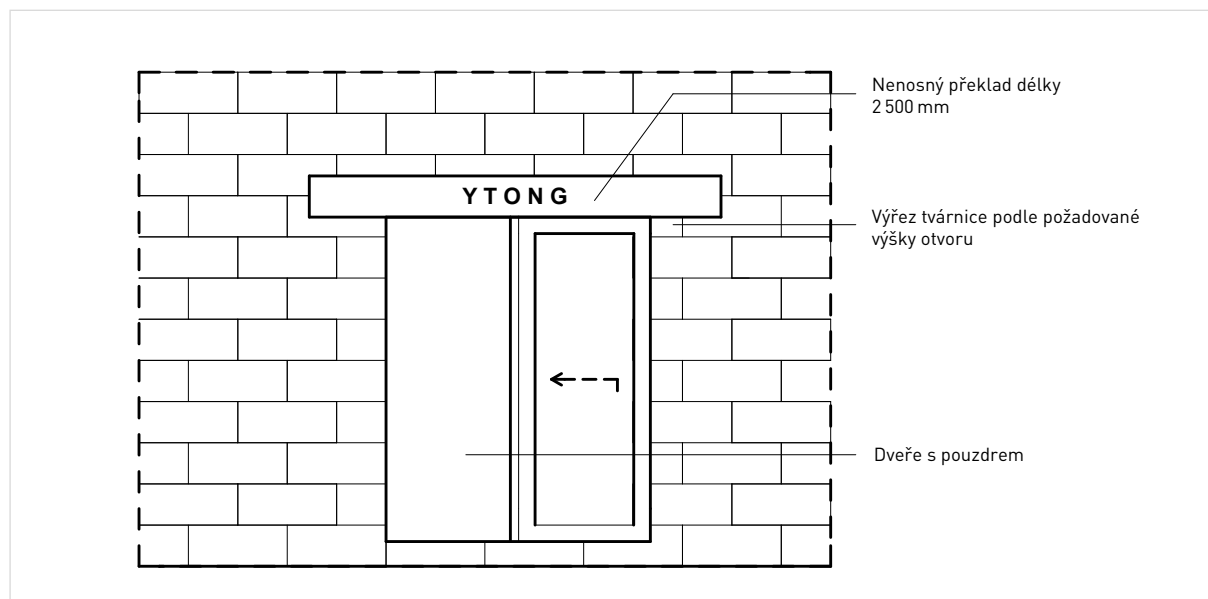 Nenosný překlad délky
2 500 mm
YTONG
Výřez tvárnice podle požadované
výšky otvoru
Dveře s pouzdrem